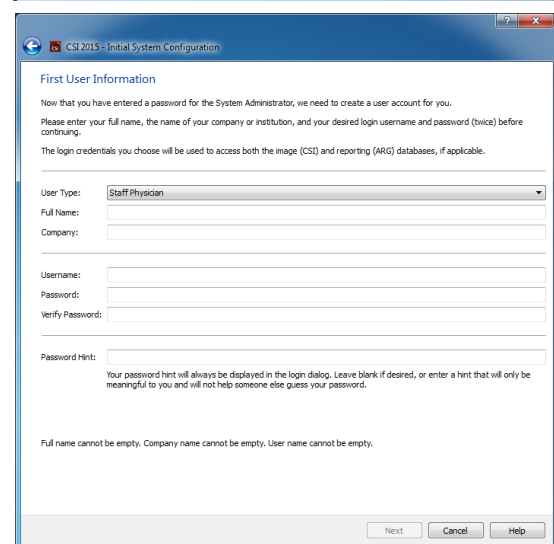 CSI 2015 - Initial System Configuration
First User Information
Now that you have entered a password for the System Administrator, we need to create a user account for you.
Please enter your full name, the name of your company or institution, and your desired login username and password (twice) before
continuing.
The login credentials you choose will be used to access both the image (CSI) and reporting (ARG) databases, if applicable.
User Type: Staff Physician
Full Name:
Company:
Username:
Password:
Verify Password:
Password Hint:
Your password hint will always be displayed in the login dialog. Leave blank if desired, or enter a hint that will only be
meaningful to you and will not help someone else guess your password.
Full name cannot be empty. Company name cannot be empty. User name cannot be empty.
Next Cancel Help